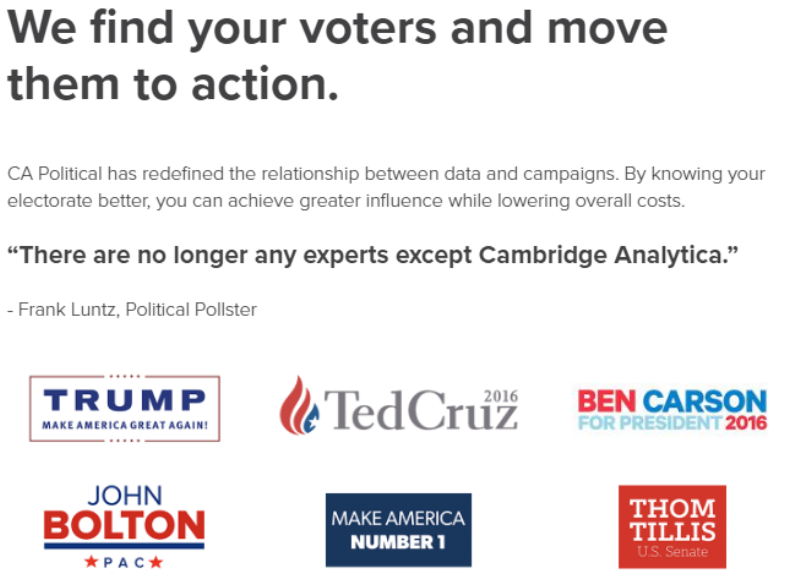 We find your voters and move
them to action.
CA Political has redefined the relationship between data and campaigns. By knowing your
electorate better, you can achieve greater influence while lowering overall costs.
“There are no longer any experts except Cambridge Analytica.”
- Frank Luntz, Political Pollster
TRUMP
MAKE AMERICA GREAT AGAIN!
TedCruz 2016
BEN CARSON
FOR PRESIDENT 2016
JOHN
BOLTON
PAC
MAKE AMERICA
NUMBER 1
THOM
TILLIS
U.S. Senate